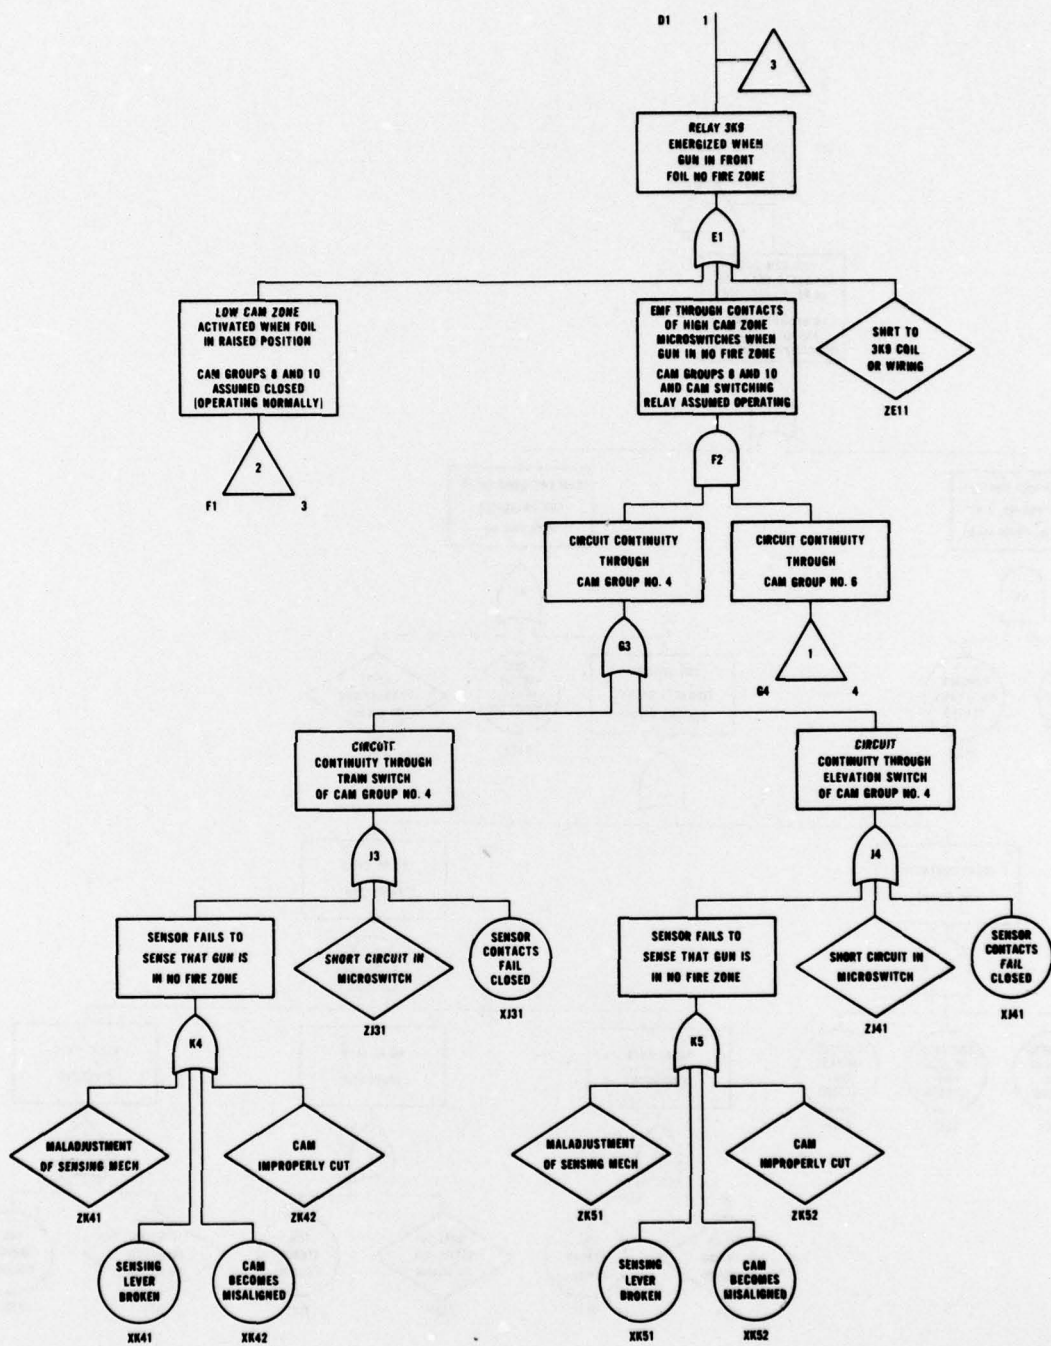 D1 1
3
RELAY 3K9
ENERGIZED WHEN
GUN IN FRONT
FOIL NO FIRE ZONE
E1
LOW CAM ZONE
ACTIVATED WHEN FOIL
IN RAISED POSITION
CAM GROUPS 8 AND 10
ASSUMED CLOSED
(OPERATING NORMALLY)
EMF THROUGH CONTACTS
OF HIGH CAM ZONE
MICROSWITCHES WHEN
GUN IN NO FIRE ZONE
CAM GROUPS 8 AND 10
AND CAM SWITCHING
RELAY ASSUMED OPERATING
SHRT TO
3K9 COIL
OR WIRING
ZE11
2
F1 3
F2
CIRCUIT CONTINUITY
THROUGH
CAM GROUP NO. 4
CIRCUIT CONTINUITY
THROUGH
CAM GROUP NO. 6
G3
1
G4 4
CIRCUIT
CONTINUITY THROUGH
TRAIN SWITCH
OF CAM GROUP NO. 4
CIRCUIT
CONTINUITY THROUGH
ELEVATION SWITCH
OF CAM GROUP NO. 4
J3
J4
SENSOR FAILS TO
SENSE THAT GUN IS
IN NO FIRE ZONE
SHORT CIRCUIT IN
MICROSWITCH
ZJ31
SENSOR
CONTACTS
FAIL
CLOSED
XJ31
SENSOR FAILS TO
SENSE THAT GUN IS
IN NO FIRE ZONE
SHORT CIRCUIT IN
MICROSWITCH
ZJ41
SENSOR
CONTACTS
FAIL
CLOSED
XJ41
K4
K5
MALADJUSTMENT
OF SENSING MECH
ZK41
CAM
IMPROPERLY CUT
ZK42
MALADJUSTMENT
OF SENSING MECH
ZK51
CAM
IMPROPERLY CUT
ZK52
SENSING
LEVER
BROKEN
XK41
CAM
BECOMES
MISALIGNED
XK42
SENSING
LEVER
BROKEN
XK51
CAM
BECOMES
MISALIGNED
XK52